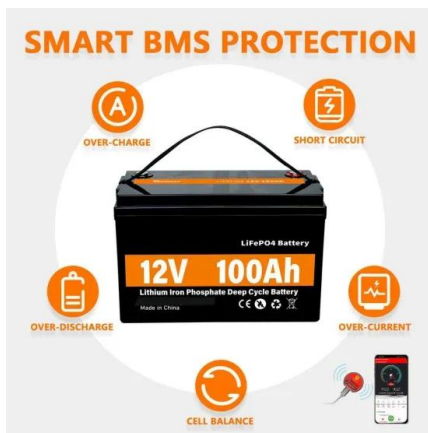 SMART BMS PROTECTION
A
OVER-CHARGE
SHORT CIRCUIT
LiFePO4 Battery
12V 100Ah
Lithium Iron Phosphate Deep Cycle Battery
Made in China
CE
OVER-DISCHARGE
OVER-CURRENT
CELL BALANCE